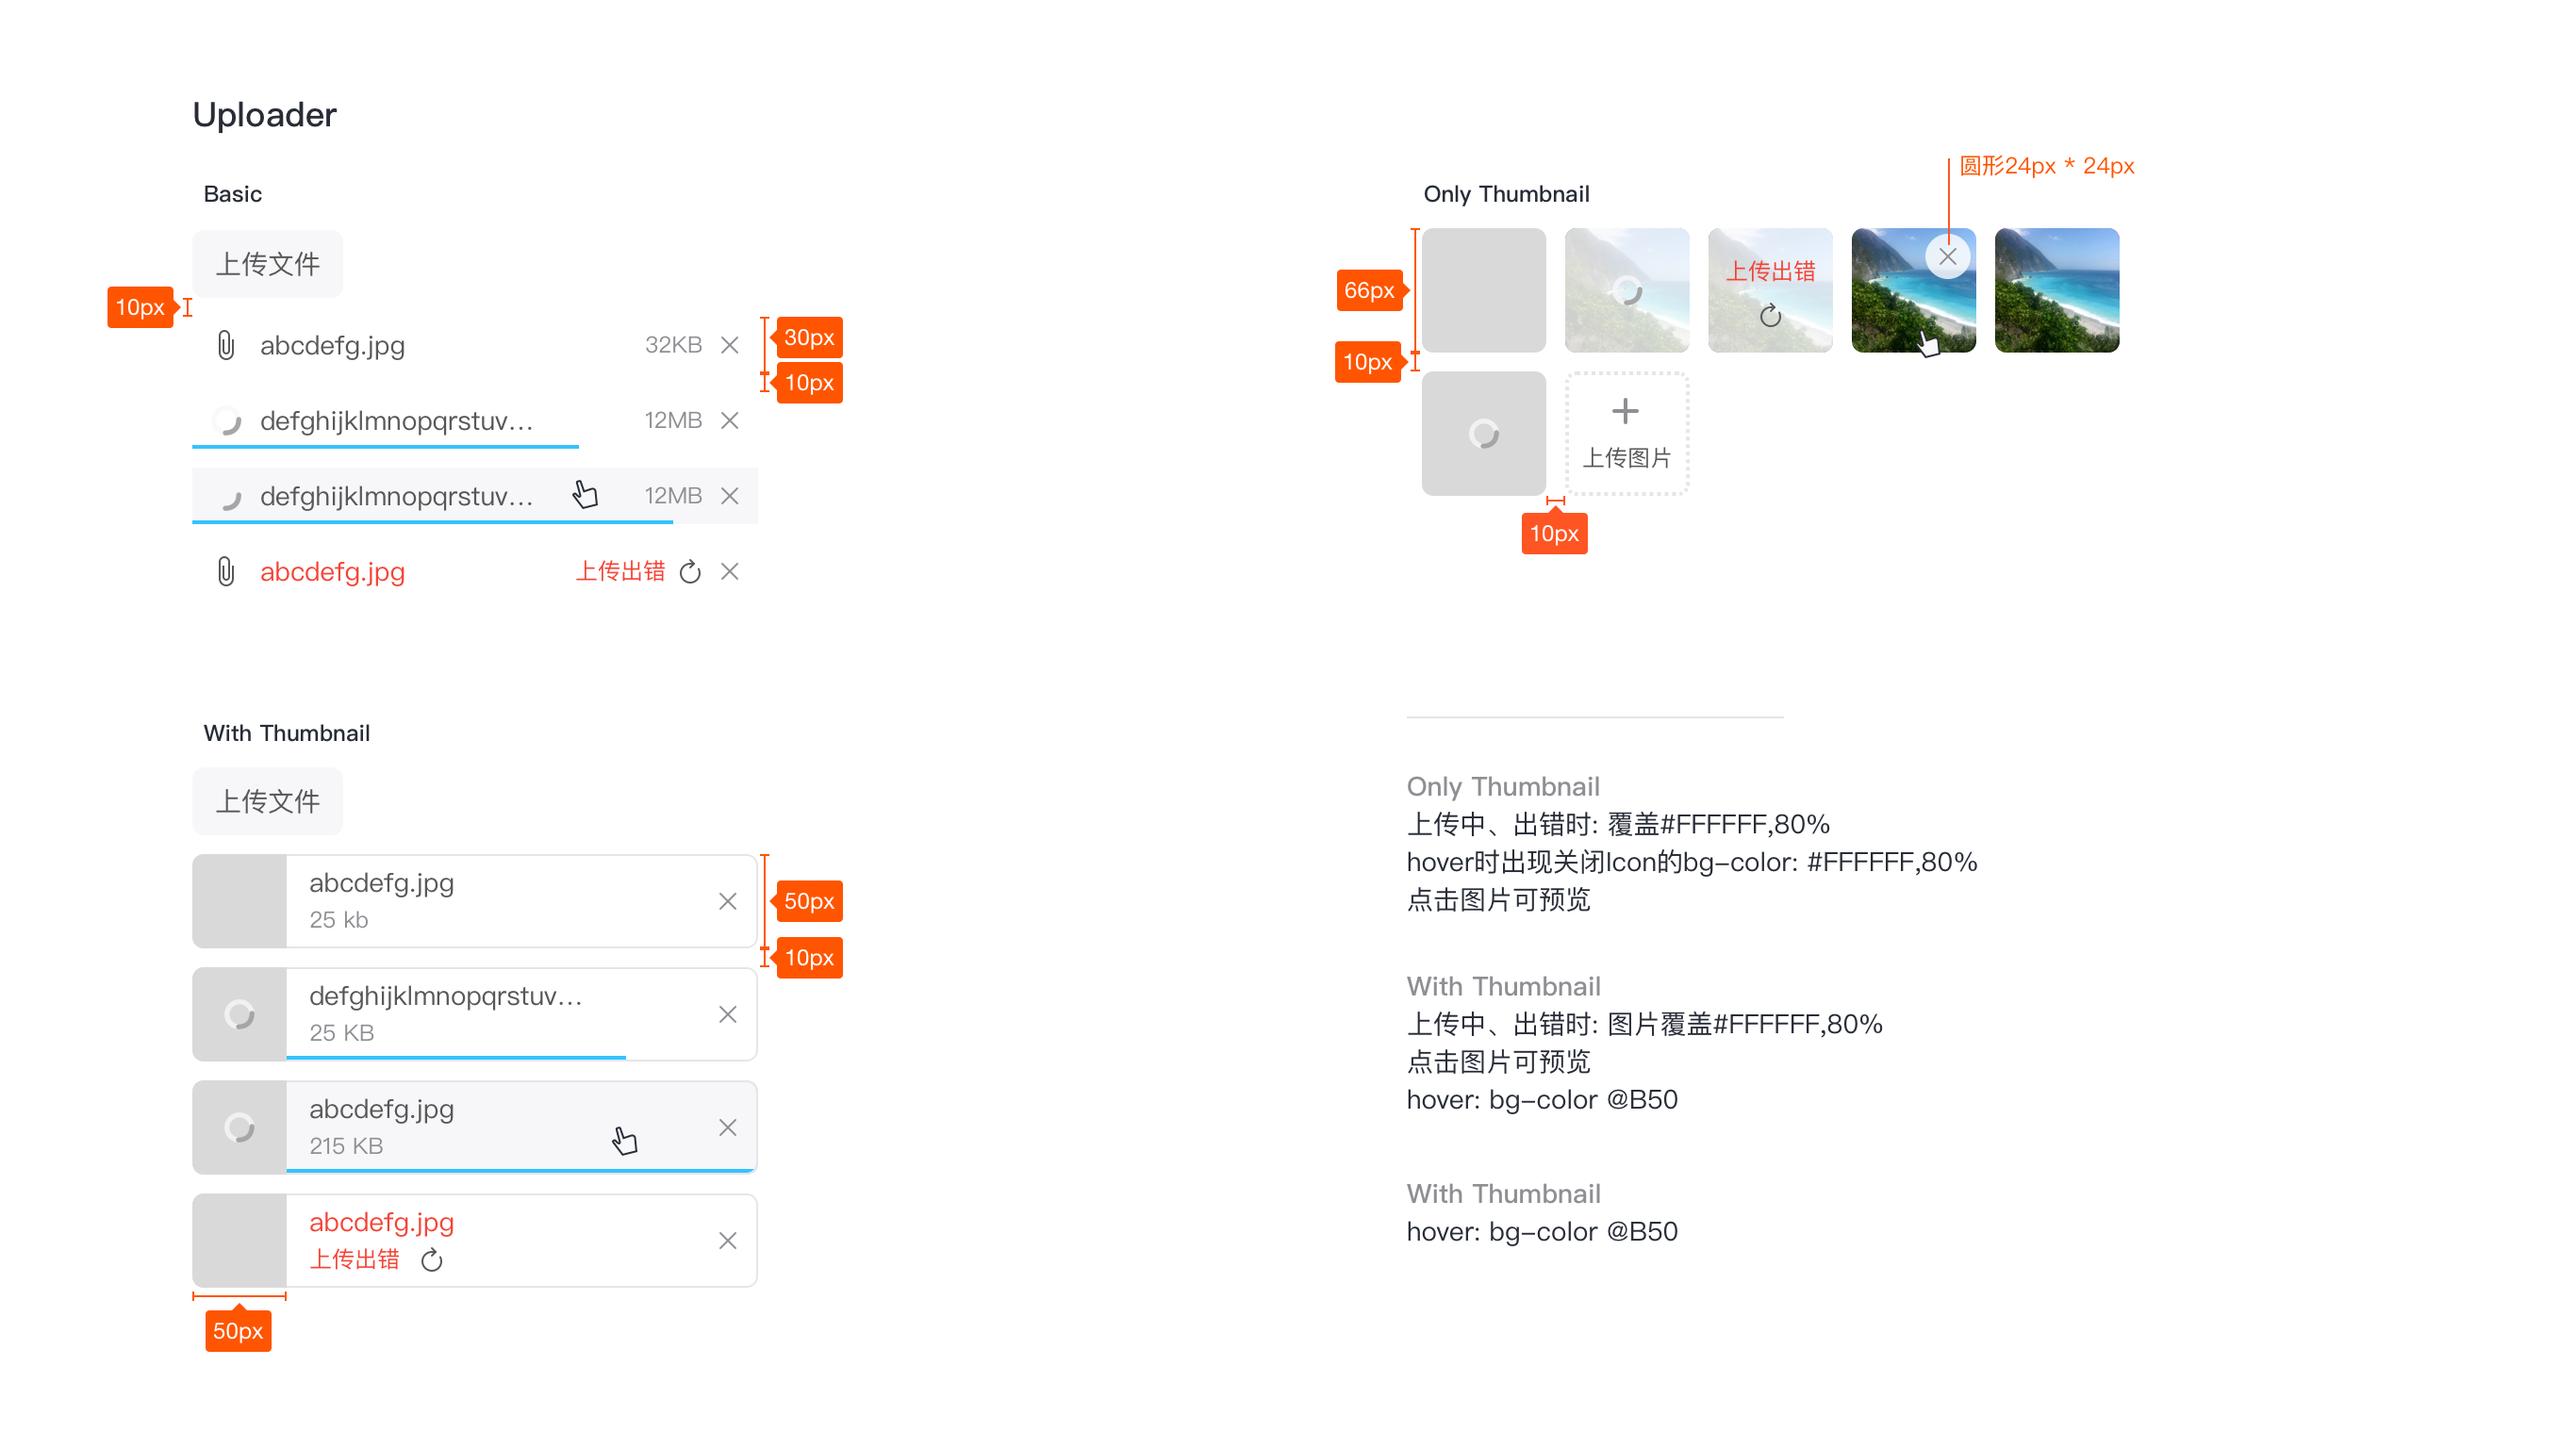 Uploader
Basic
上传文件
10px
abcdefg.jpg 32KB
30px
10px
defghijklmnopqrstuv... 12MB
defghijklmnopqrstuv... 12MB
abcdefg.jpg 上传出错
With Thumbnail
上传文件
abcdefg.jpg
25 kb
50px
10px
defghijklmnopqrstuv...
25 KB
abcdefg.jpg
215 KB
abcdefg.jpg
上传出错
50px
圆形24px * 24px
Only Thumbnail
66px
上传出错
10px
上传图片
10px
Only Thumbnail
上传中、出错时: 覆盖#FFFFFF,80%
hover时出现关闭Icon的bg-color: #FFFFFF,80%
点击图片可预览
With Thumbnail
上传中、出错时: 图片覆盖#FFFFFF,80%
点击图片可预览
hover: bg-color @B50
With Thumbnail
hover: bg-color @B50